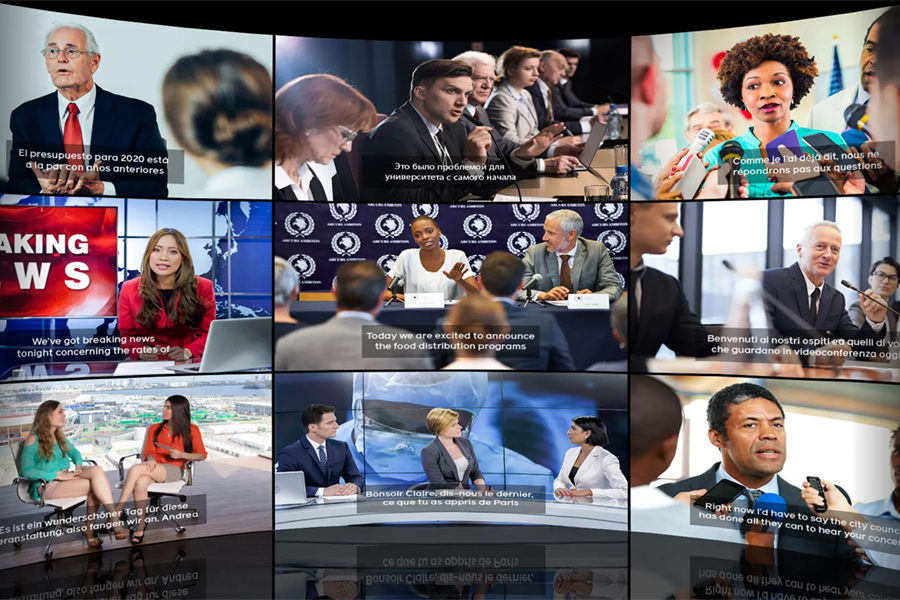 El presupuesto para 2020 está
a la par con años anteriores
Это было проблемой для
университета с самого начала
Comme je l'ai déjà dit, nous ne
répondrons pas aux questions
AKING
WS
We've got breaking news
tonight concerning the rates of
ARCURS AMBITION
Today we are excited to announce
the food distribution programs
Benvenuti ai nostri ospiti ea quelli di vo
che guardano in videoconferenza oggi
Es ist ein wunderschöner Tag für diese
eranstaltung, also fangen wir an. Andrea
Bonsoir Claire, dis-nous le dernier,
ce que tu as appris de Paris
Right now I'd have to say the city counc
has done all they can to hear your conce